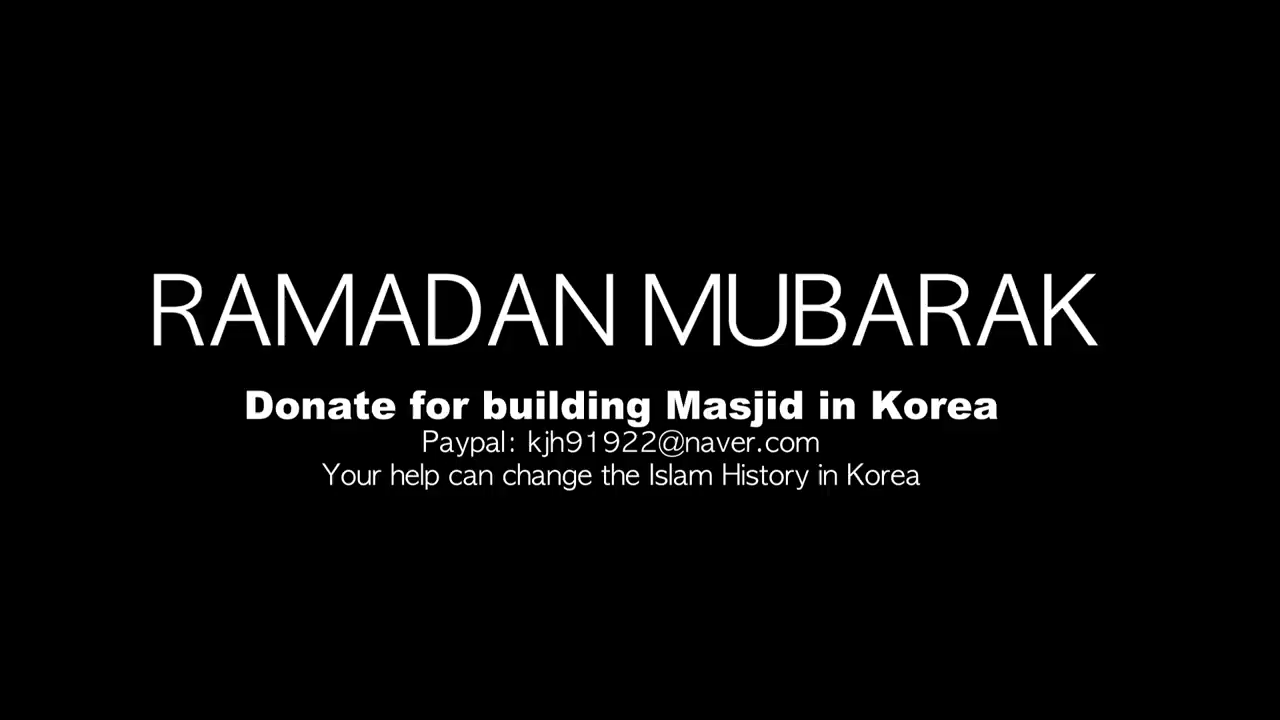 RAMADAN MUBARAK
Donate for building Masjid in Korea
Paypal: kjh91922@naver.com
Your help can change the Islam History in Korea